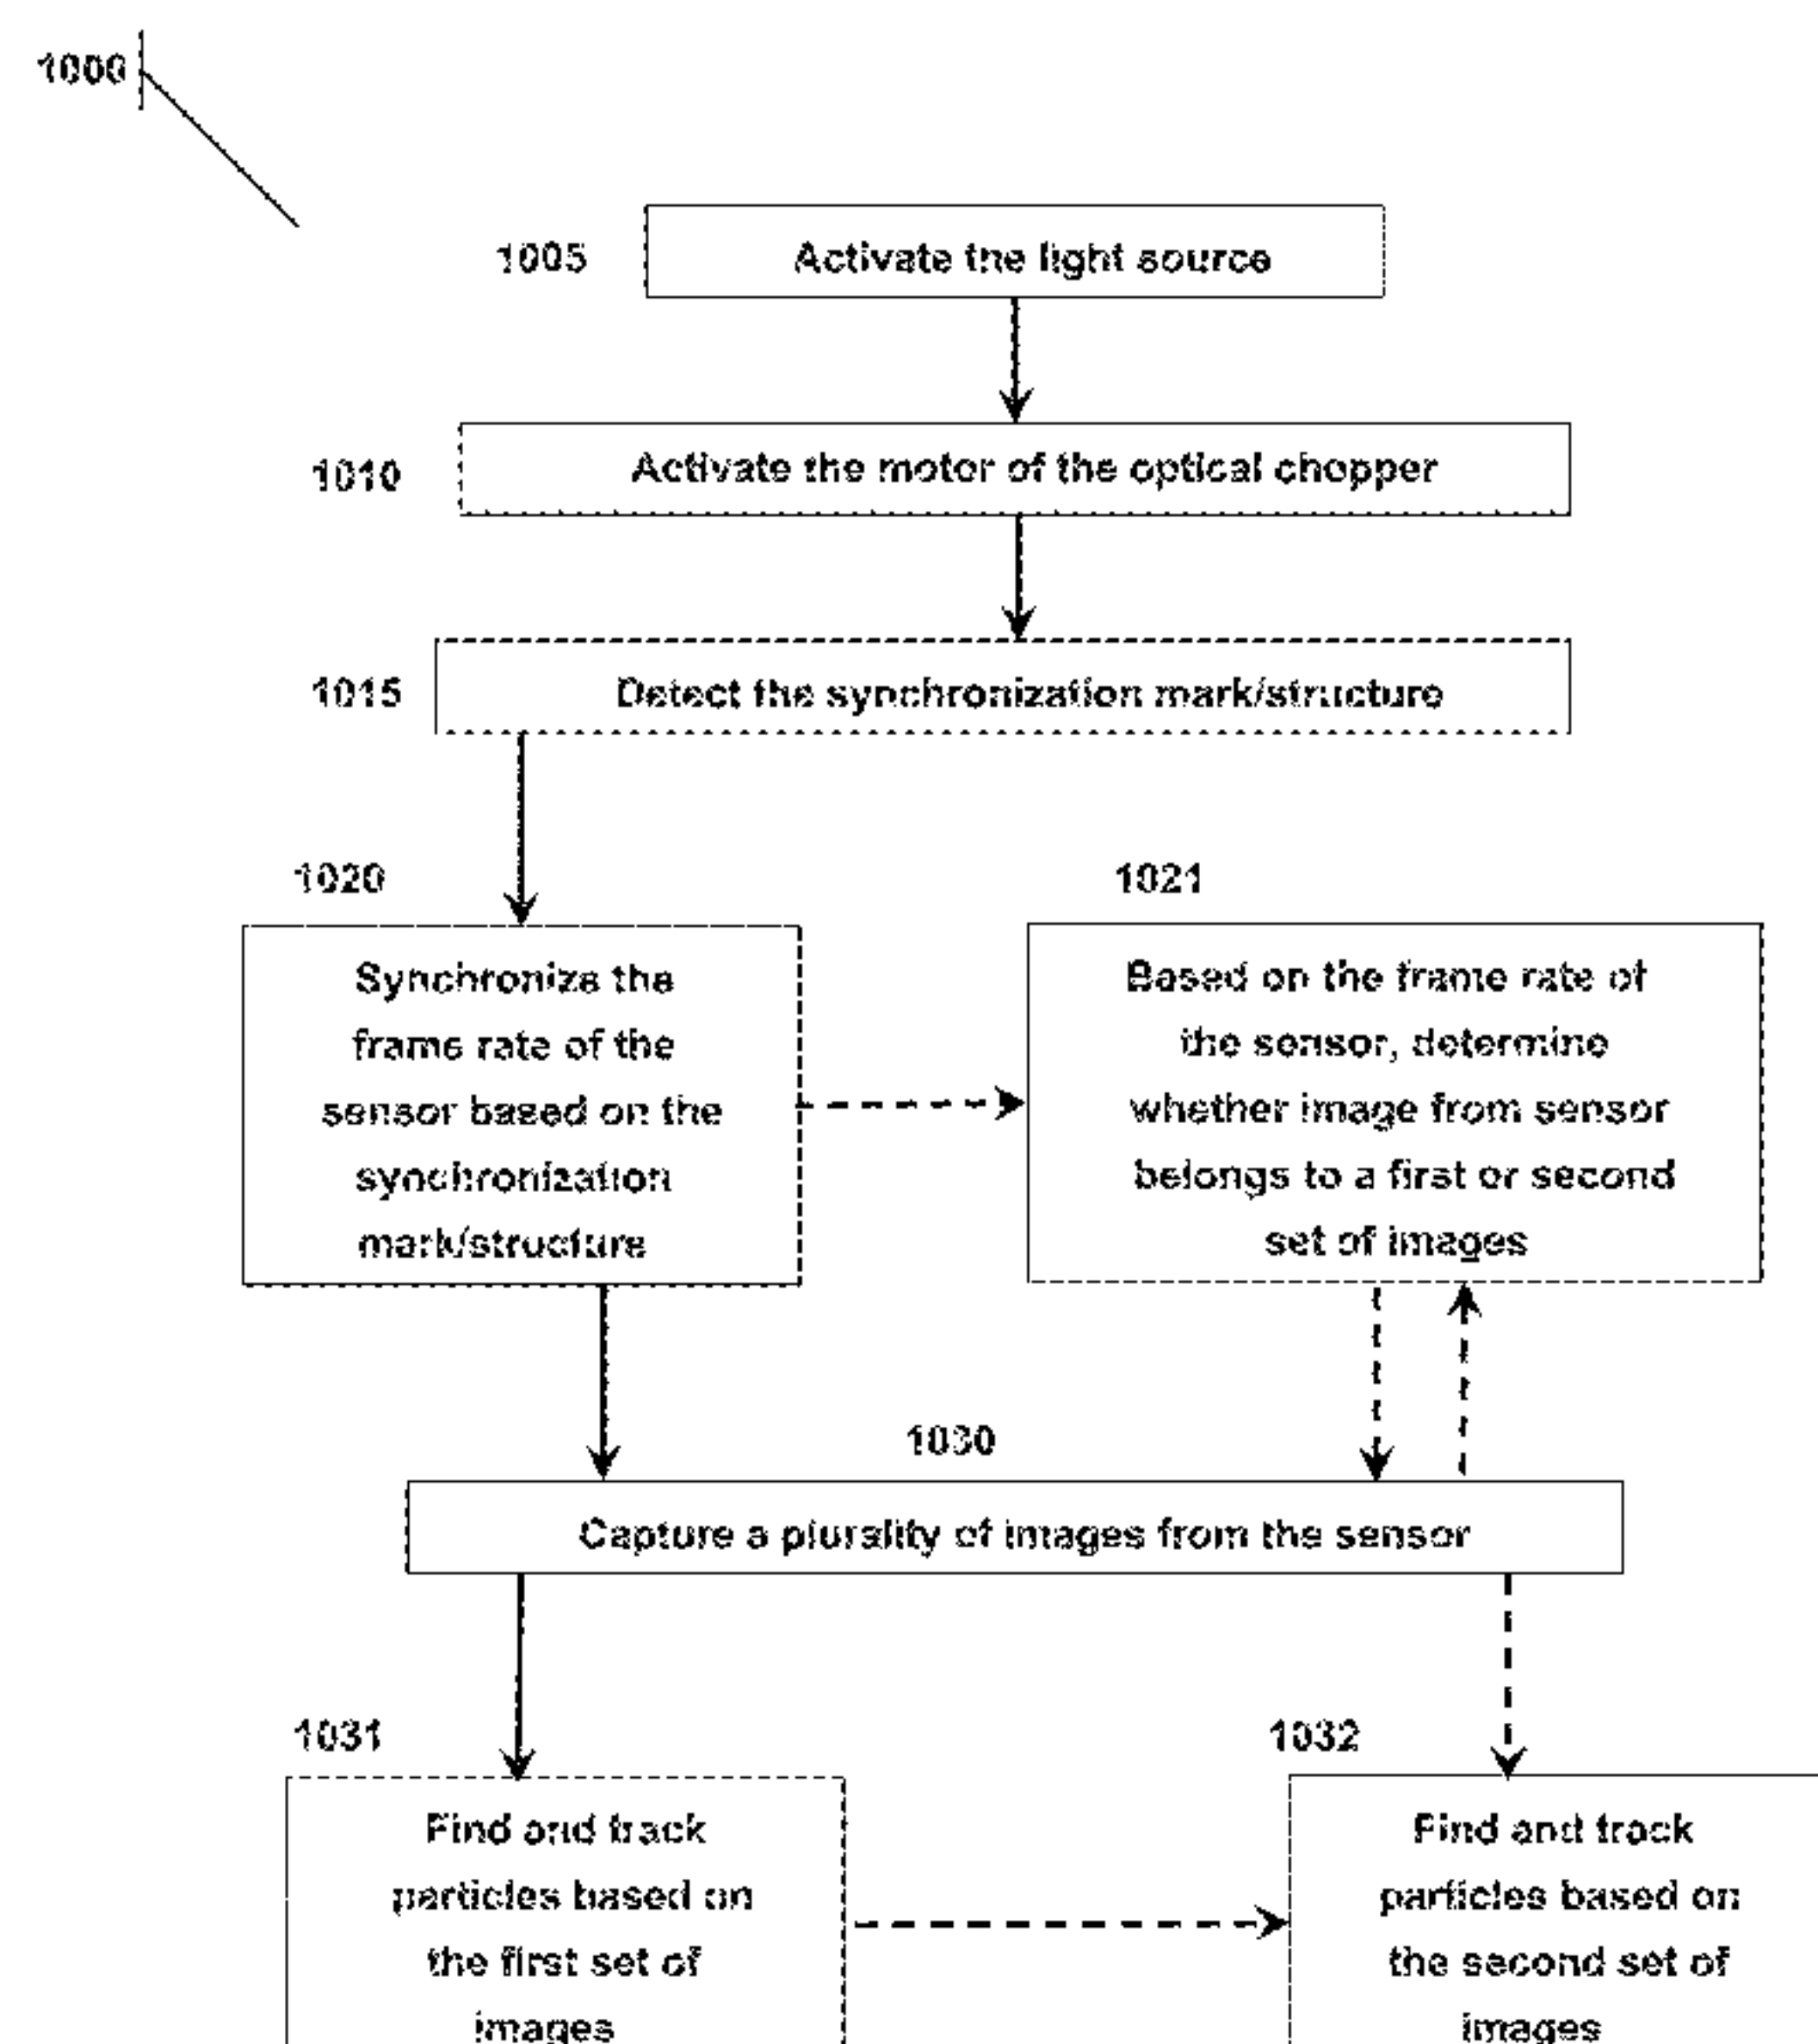 1000
1005
Activate the light source
1010
Activate the motor of the optical chopper
1015
Detect the synchronization mark/structure
1020
Synchronize the
frame rate of the
sensor based on the
synchronization
mark/structure
1021
Based on the frame rate of
the sensor, determine
whether image from sensor
belongs to a first or second
set of images
1030
Capture a plurality of images from the sensor
1031
Find and track
particles based on
the first set of
images
1032
Find and track
particles based on
the second set of
images